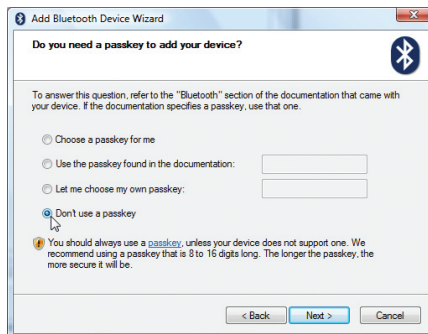 Add Bluetooth Device Wizard
Do you need a passkey to add your device?
To answer this question, refer to the "Bluetooth" section of the documentation that came with
your device. If the documentation specifies a passkey, use that one.
Choose a passkey for me
Use the passkey found in the documentation:
Let me choose my own passkey:
Don't use a passkey
You should always use a passkey, unless your device does not support one. We
recommend using a passkey that is 8 to 16 digits long. The longer the passkey, the
more secure it will be.
< Back Next > Cancel